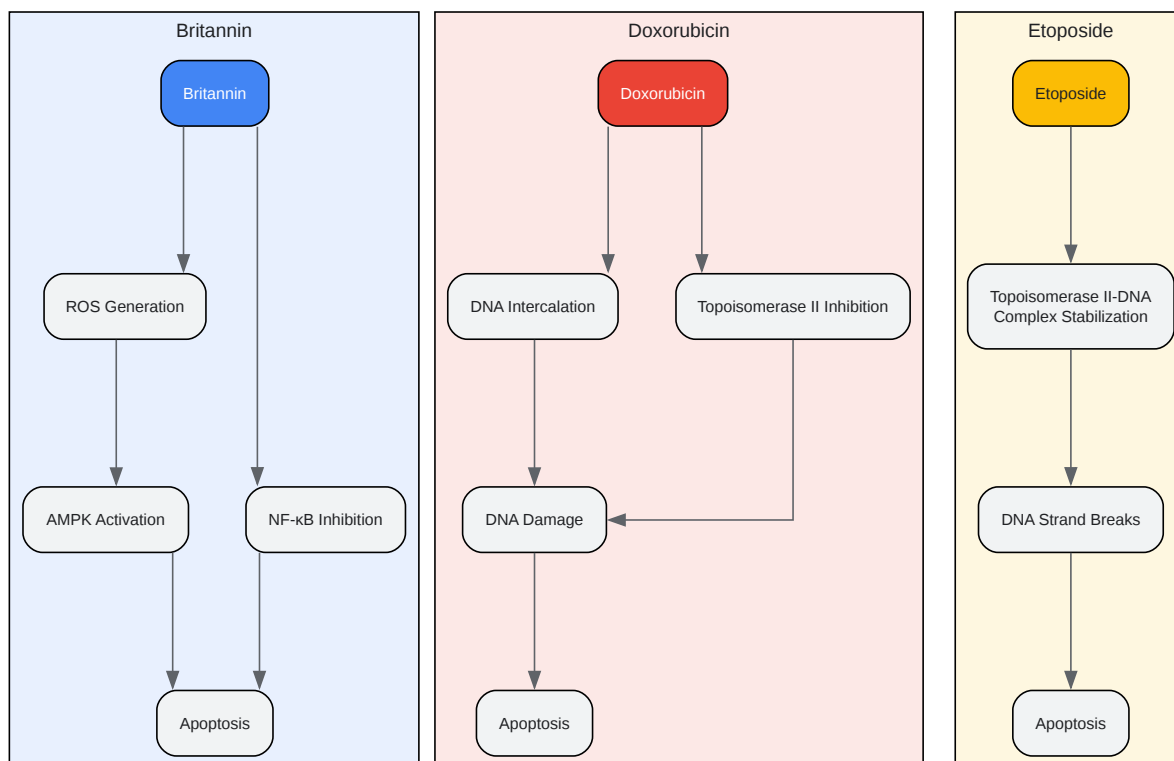 Britannin
Doxorubicin
Etoposide
Britannin
Doxorubicin
Etoposide
ROS Generation
DNA Intercalation
Topoisomerase II Inhibition
Topoisomerase II-DNA
Complex Stabilization
AMPK Activation
NF-κB Inhibition
DNA Damage
DNA Strand Breaks
Apoptosis
Apoptosis
Apoptosis